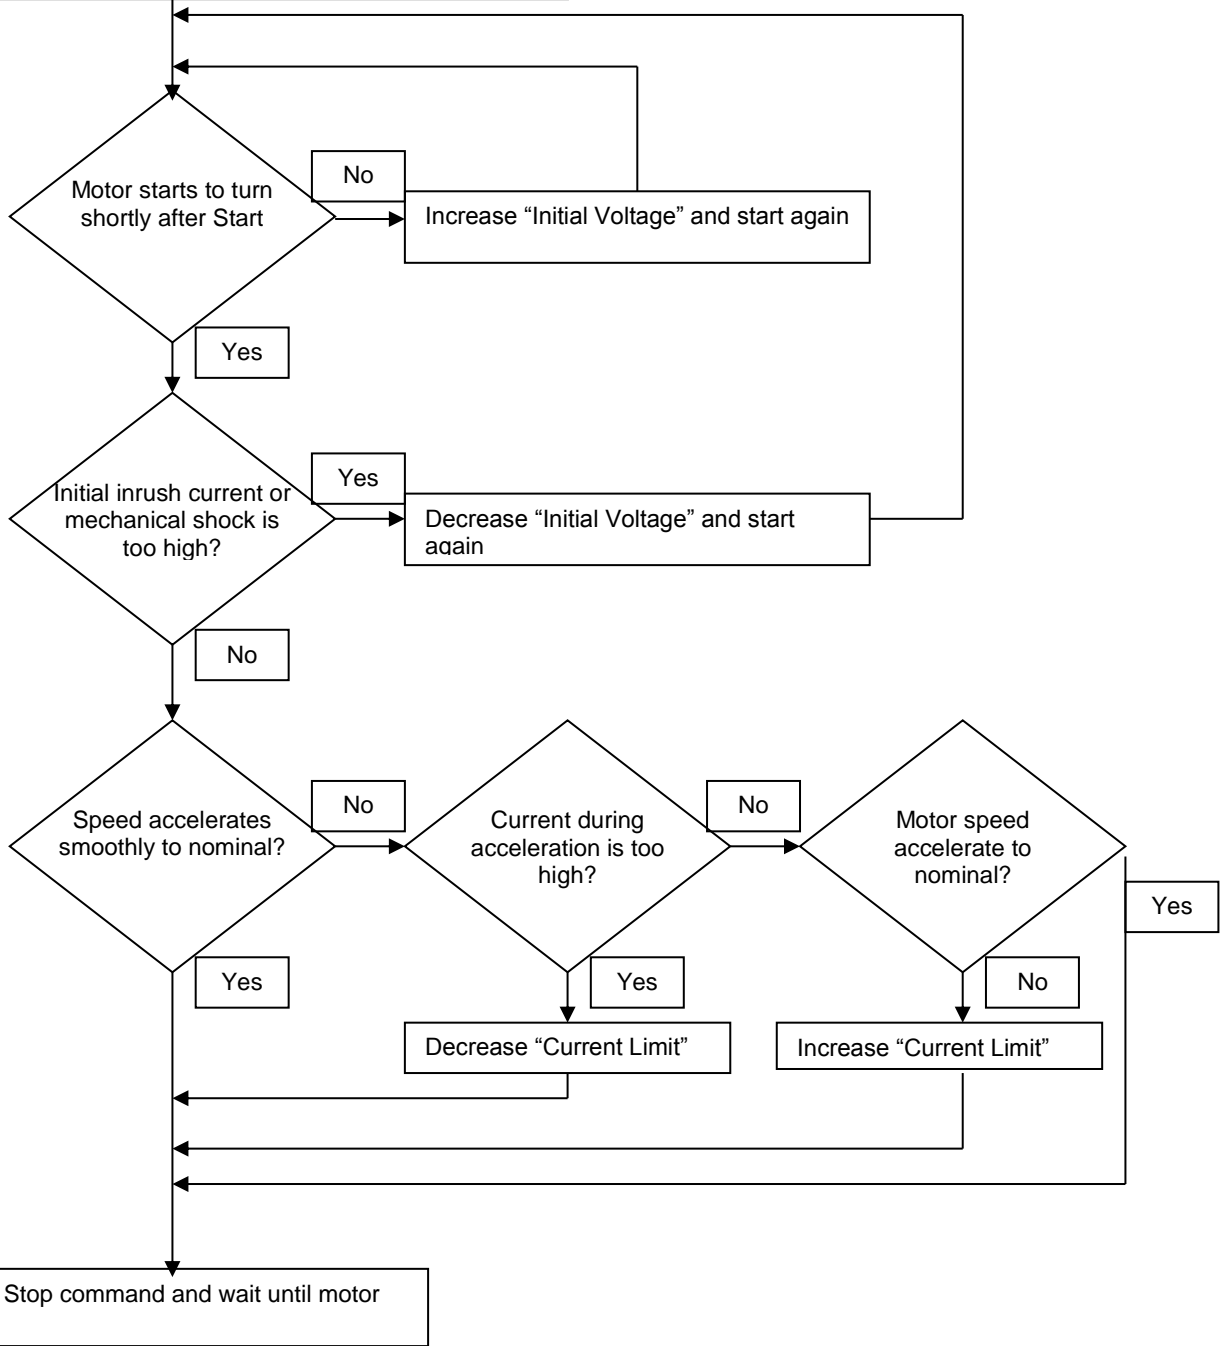 Motor starts to turn
shortly after Start
No
Increase “Initial Voltage” and start again
Yes
Initial inrush current or
mechanical shock is
too high?
Yes
Decrease “Initial Voltage” and start
again
No
Speed accelerates
smoothly to nominal?
No
Current during
acceleration is too
high?
No
Motor speed
accelerate to
nominal?
Yes
Yes
Yes
No
Decrease “Current Limit”
Increase “Current Limit”
Stop command and wait until motor